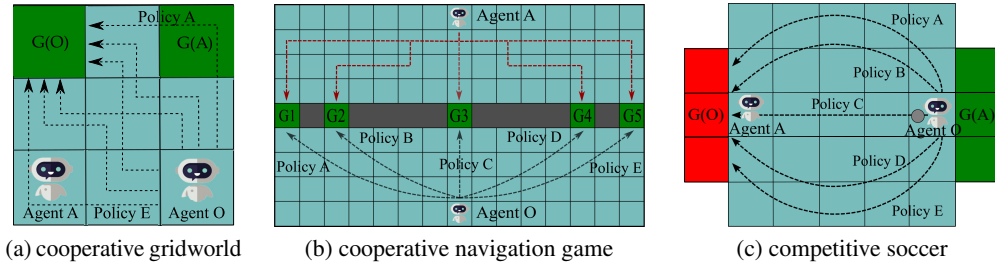 Policy A
G(O)
G(A)
Agent A
Policy E
Agent O
(a) cooperative gridworld
Agent A
G1
G2
G3
G4
G5
Policy A
Policy B
Policy C
Policy D
Policy E
Agent O
(b) cooperative navigation game
Policy A
Policy B
Policy C
G(O)
Agent A
Agent O
G(A)
Policy D
Policy E
(c) competitive soccer